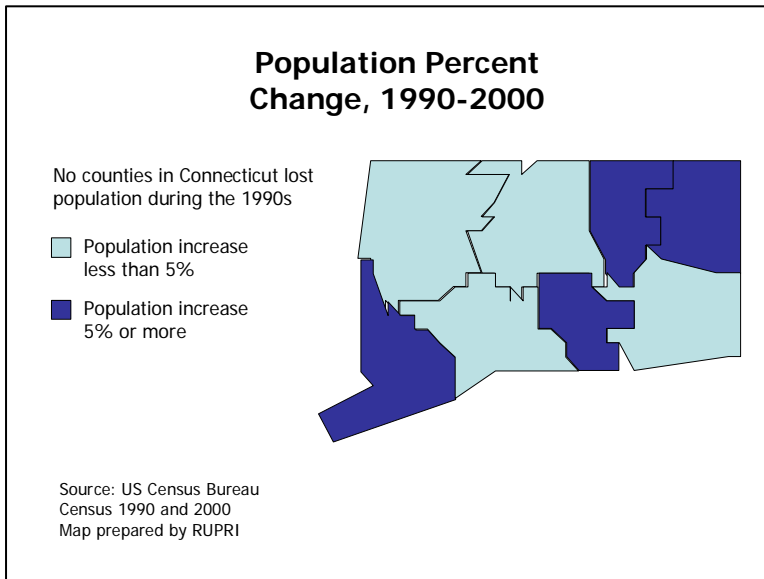 Population Percent
Change, 1990-2000
No counties in Connecticut lost
population during the 1990s
Population increase
less than 5%
Population increase
5% or more
Source: US Census Bureau
Census 1990 and 2000
Map prepared by RUPRI